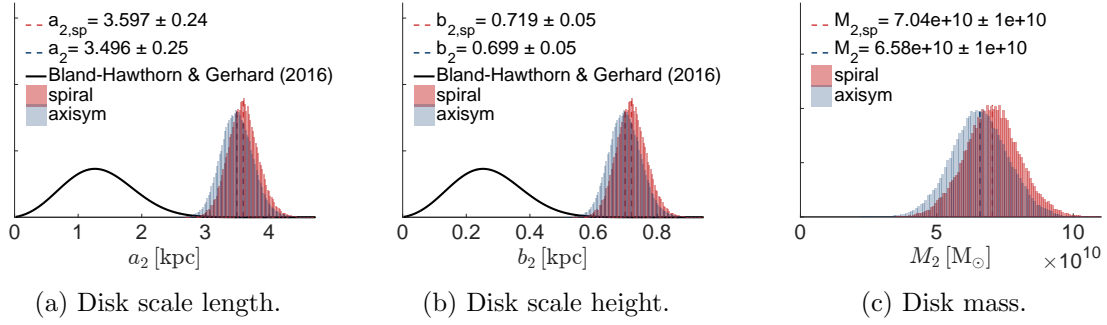 a2,sp= 3.597 ± 0.24
a2= 3.496 ± 0.25
Bland-Hawthorn & Gerhard (2016)
spiral
axisym
0 1 2 3 4
a2 [kpc]
(a) Disk scale length.
b2,sp= 0.719 ± 0.05
b2= 0.699 ± 0.05
Bland-Hawthorn & Gerhard (2016)
spiral
axisym
0 0.2 0.4 0.6 0.8
b2 [kpc]
(b) Disk scale height.
M2,sp= 7.04e+10 ± 1e+10
M2= 6.58e+10 ± 1e+10
spiral
axisym
0 5 10
M2 [M⊙] ×10^10
(c) Disk mass.